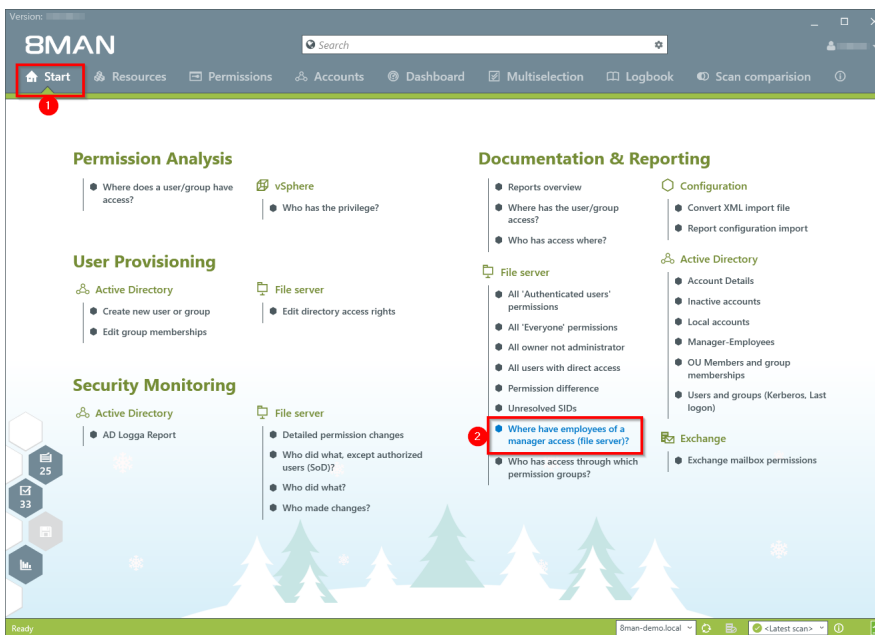 Version:
8MAN
Search
Start
Resources
Permissions
Accounts
Dashboard
Multiselection
Logbook
Scan comparision
1
Permission Analysis
Where does a user/group have
access?
vSphere
Who has the privilege?
User Provisioning
Active Directory
Create new user or group
Edit group memberships
File server
Edit directory access rights
Security Monitoring
Active Directory
AD Logga Report
File server
Detailed permission changes
Who did what, except authorized
users (SoD)?
Who did what?
Who made changes?
Documentation & Reporting
Reports overview
Where has the user/group
access?
Who has access where?
File server
All 'Authenticated users'
permissions
All 'Everyone' permissions
All owner not administrator
All users with direct access
Permission difference
Unresolved SIDs
2
Where have employees of a
manager access (file server)?
Who has access through which
permission groups?
Configuration
Convert XML import file
Report configuration import
Active Directory
Account Details
Inactive accounts
Local accounts
Manager-Employees
OU Members and group
memberships
Users and groups (Kerberos, Last
logon)
Exchange
Exchange mailbox permissions
25
33
Ready
8man-demo.local
<Latest scan>